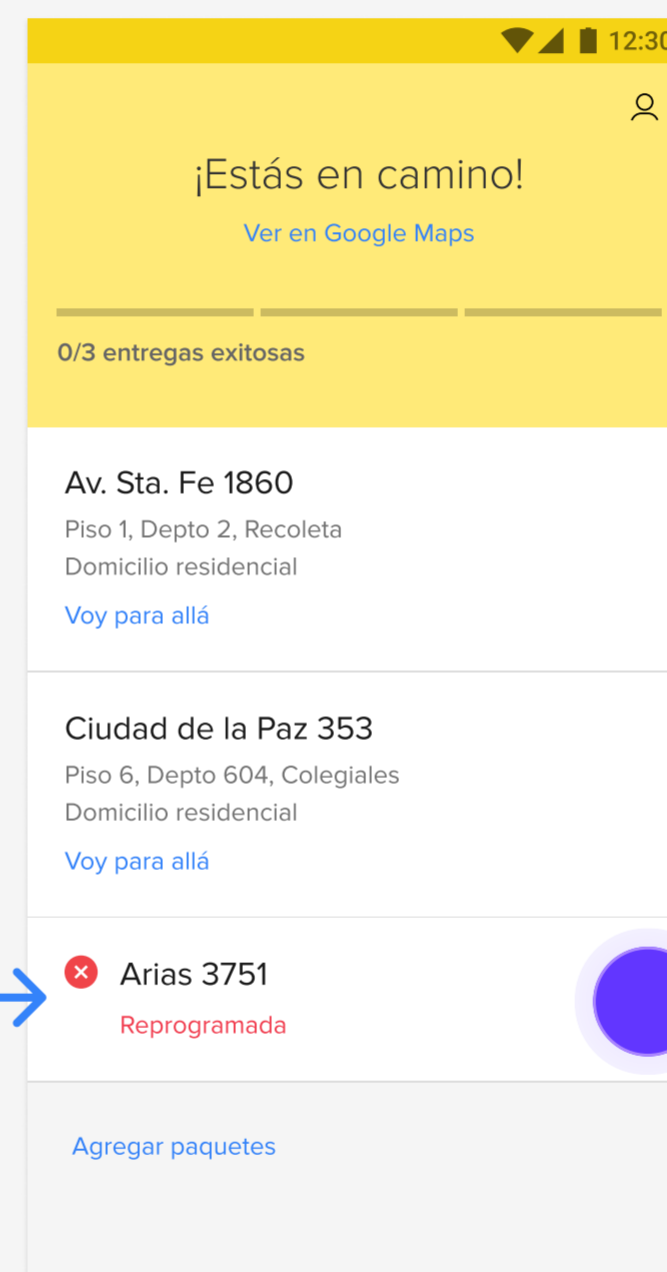 12:30
¡Estás en camino!
Ver en Google Maps
0/3 entregas exitosas
Av. Sta. Fe 1860
Piso 1, Depto 2, Recoleta
Domicilio residencial
Voy para allá
Ciudad de la Paz 353
Piso 6, Depto 604, Colegiales
Domicilio residencial
Voy para allá
Arias 3751
Reprogramada
Agregar paquetes